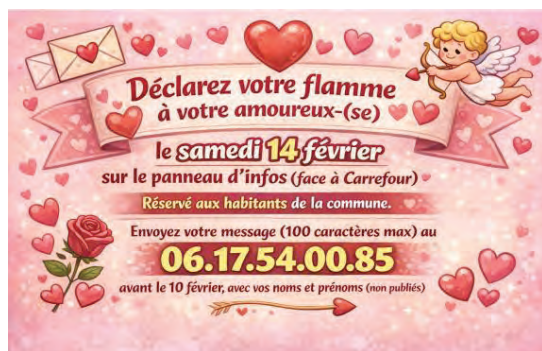 Déclarez votre flamme
à votre amoureux-(se)
le samedi 14 février
sur le panneau d'infos (face à Carrefour)
Réservé aux habitants de la commune.
Envoyez votre message (100 caractères max) au
06.17.54.00.85
avant le 10 février, avec vos noms et prénoms (non publiés)